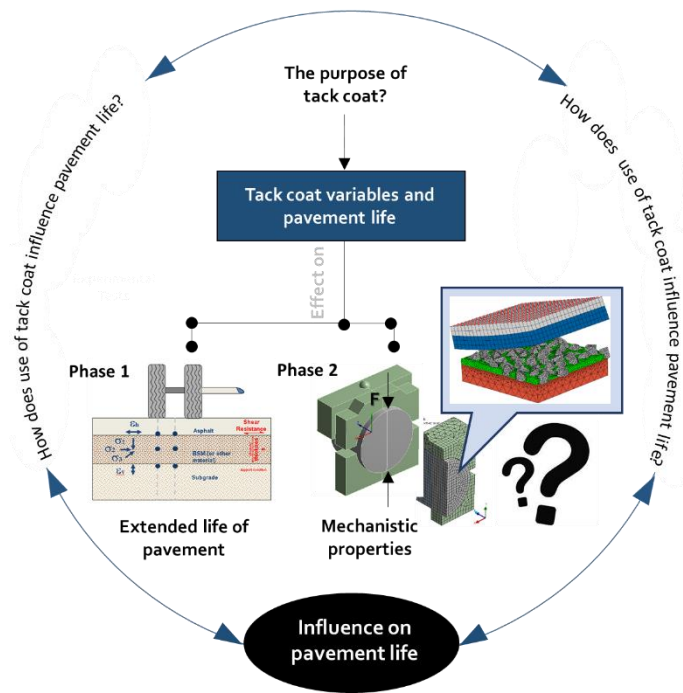 The purpose of
tack coat?
How does use of tack coat influence pavement life?
How does use of tack coat influence pavement life?
Tack coat variables and
pavement life
Effect on
Phase 1
Phase 2
F
Asphalt
Shear
Resistance
BSM (or other
material)
Subgrade
Extended life of
pavement
Mechanistic
properties
Influence on
pavement life